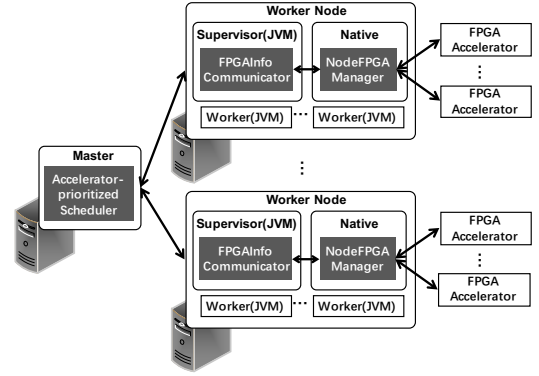 Worker Node
Supervisor(JVM)
FPGAInfo
Communicator
Native
NodeFPGA
Manager
Worker(JVM) ... Worker(JVM)
FPGA
Accelerator
...
FPGA
Accelerator
Master
Accelerator-
prioritized
Scheduler
...
Worker Node
Supervisor(JVM)
FPGAInfo
Communicator
Native
NodeFPGA
Manager
Worker(JVM) ... Worker(JVM)
FPGA
Accelerator
...
FPGA
Accelerator